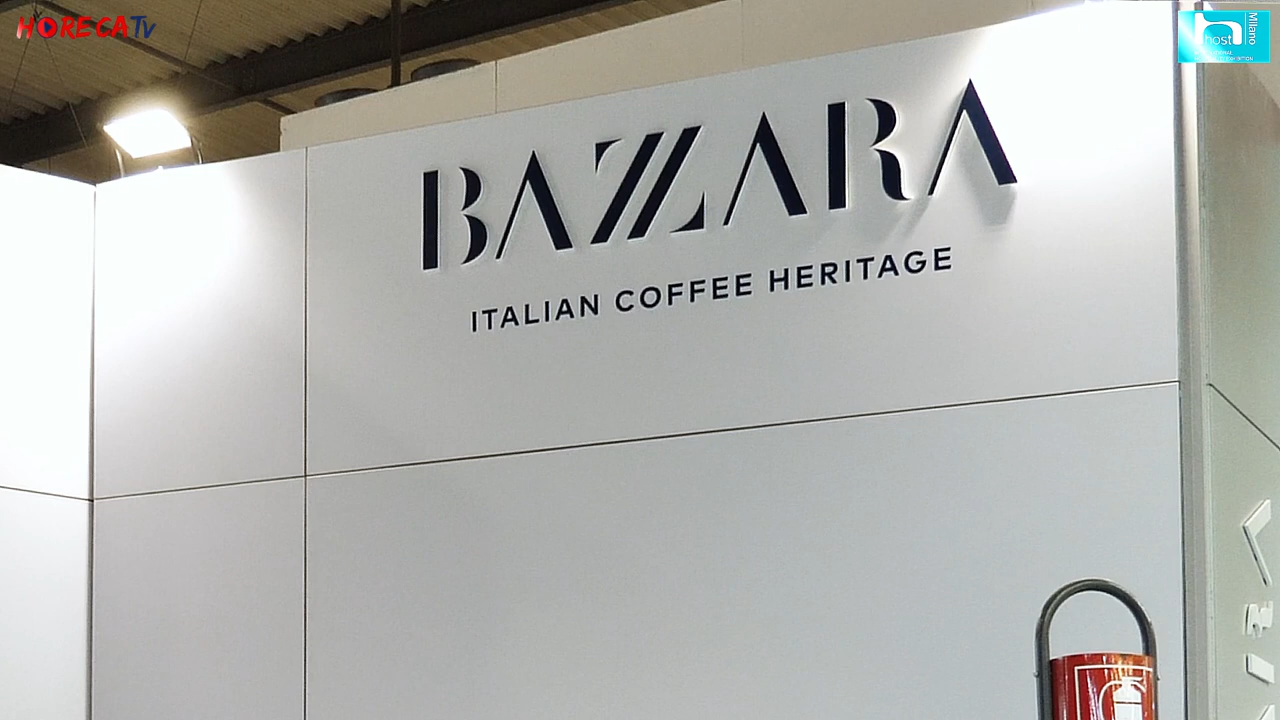 HORECATV
host
Milano
BAZZARA
ITALIAN COFFEE HERITAGE